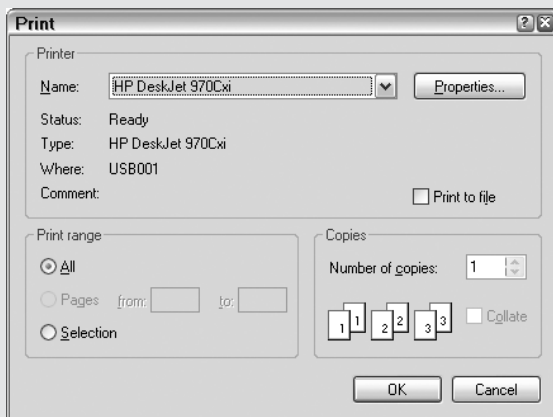 Print
Printer
Name: HP DeskJet 970Cxi Properties...
Status: Ready
Type: HP DeskJet 970Cxi
Where: USB001
Comment:
Print to file
Print range
All
Pages from: to:
Selection
Copies
Number of copies: 1
1 1 2 2 3 3
Collate
OK Cancel